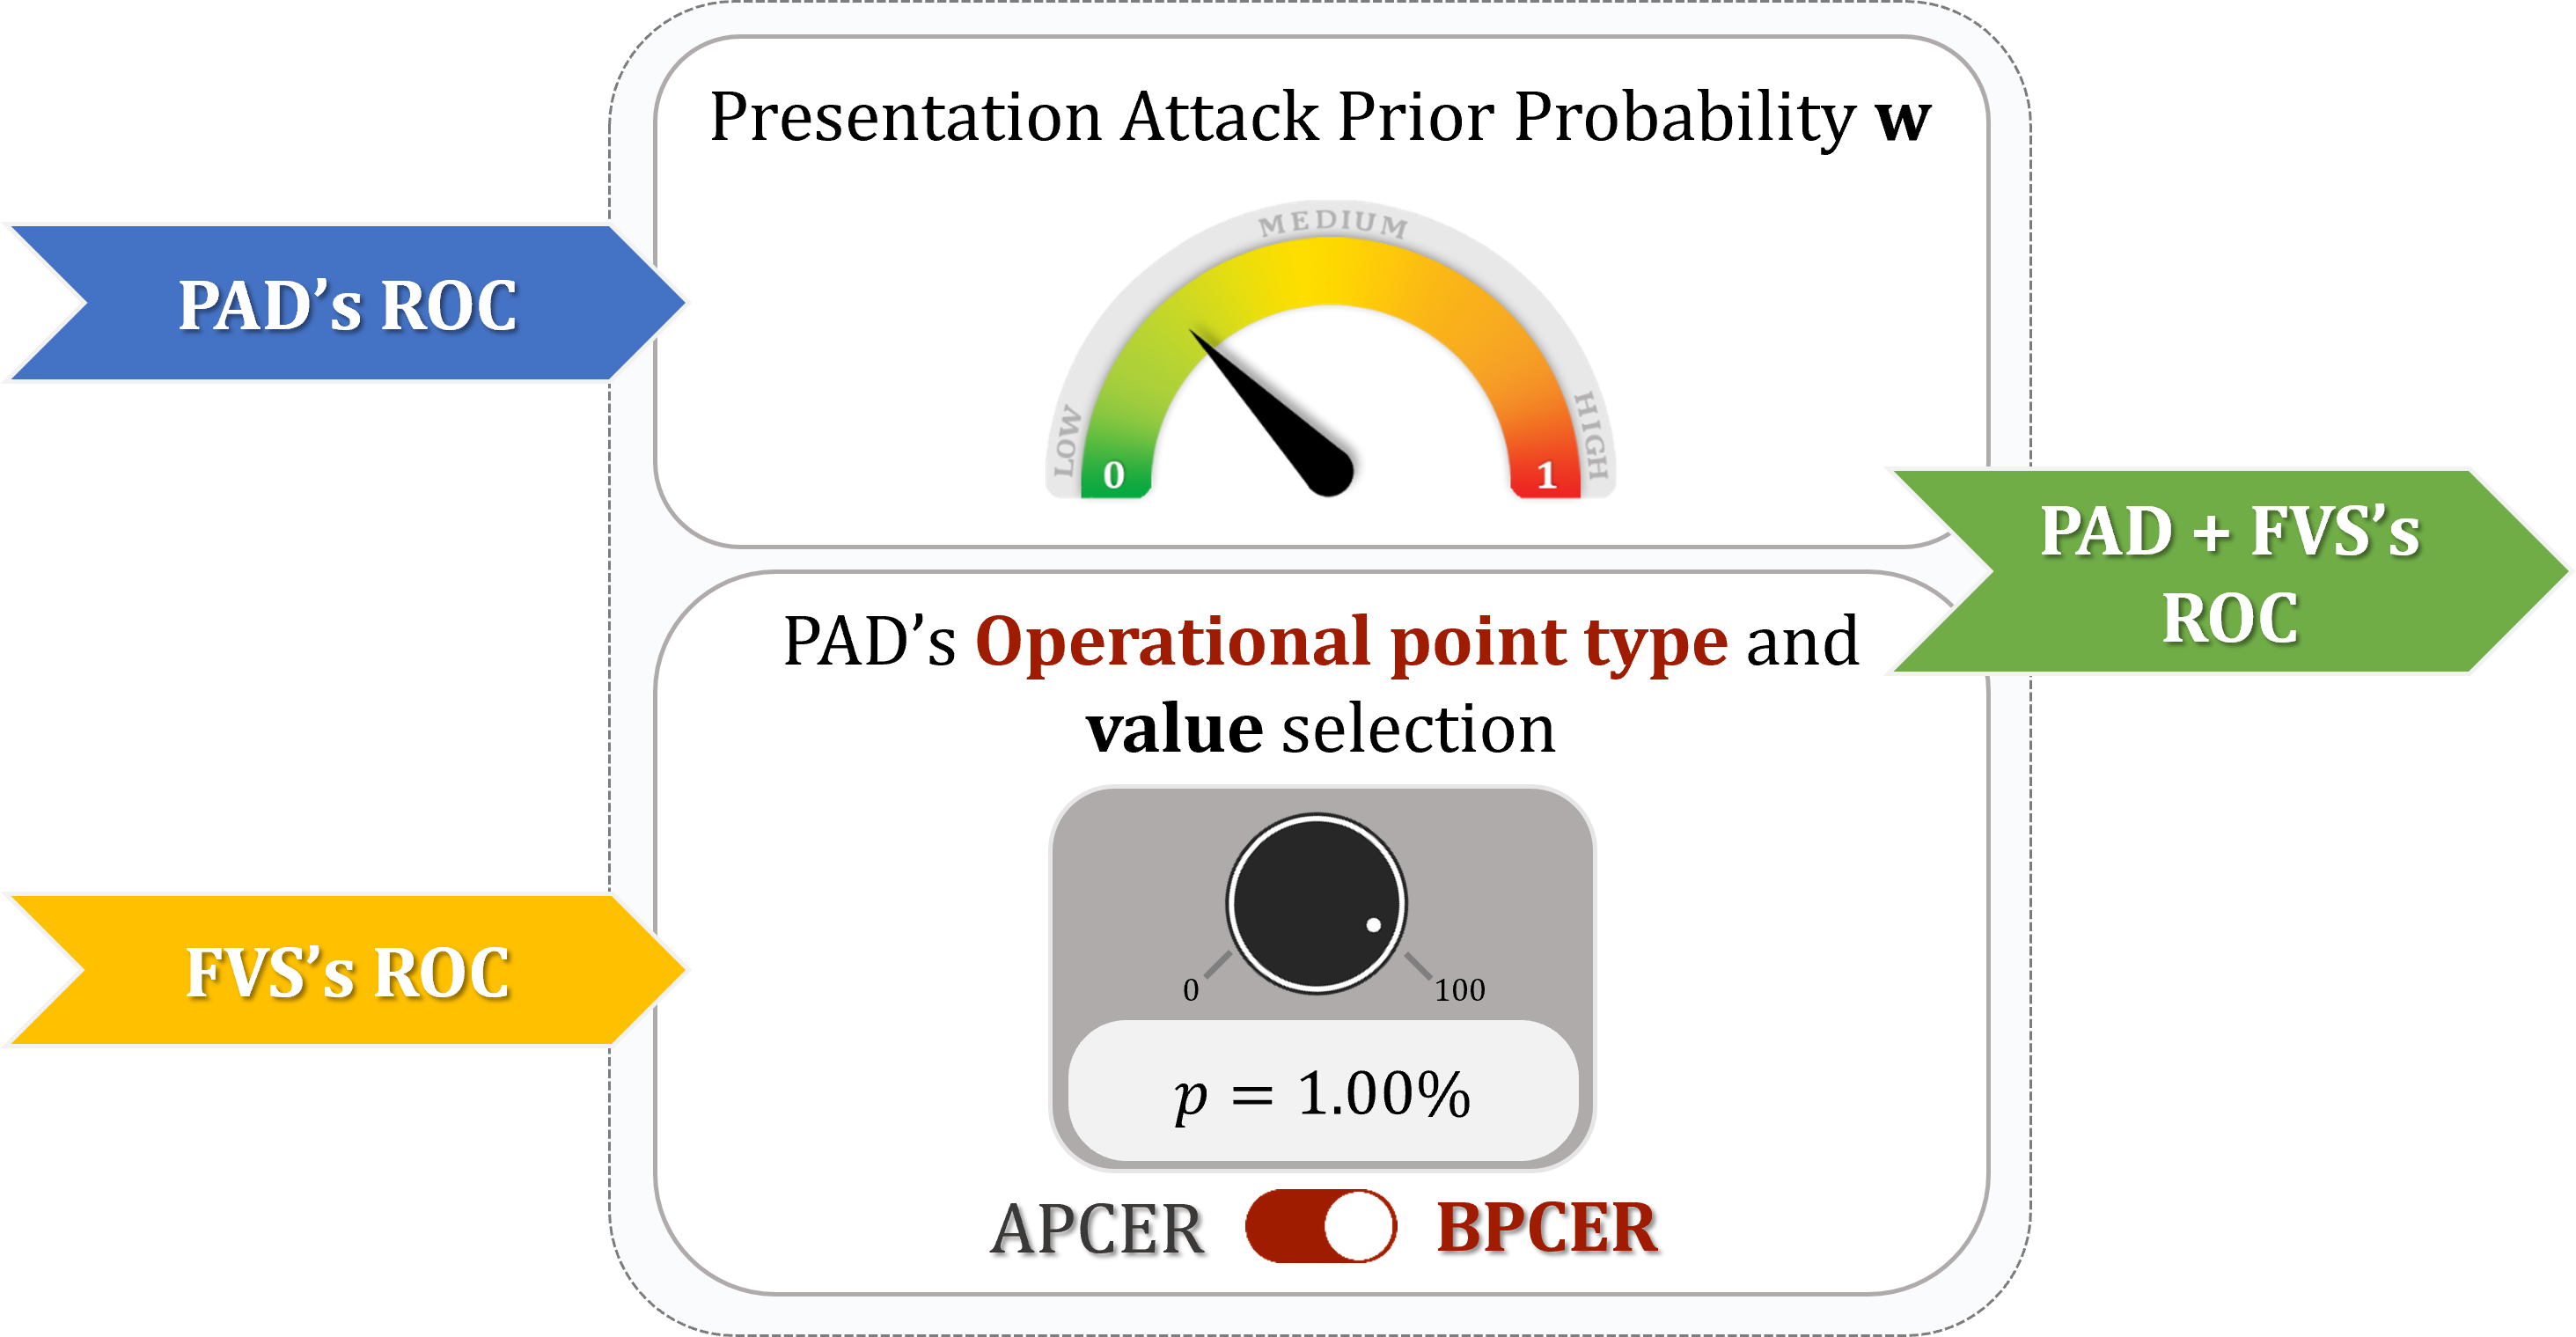 Presentation Attack Prior Probability w
MEDIUM
LOW
HIGH
0
1
PAD’s ROC
PAD + FVS’s
ROC
PAD’s Operational point type and
value selection
FVS’s ROC
0
100
p = 1.00%
APCER
BPCER